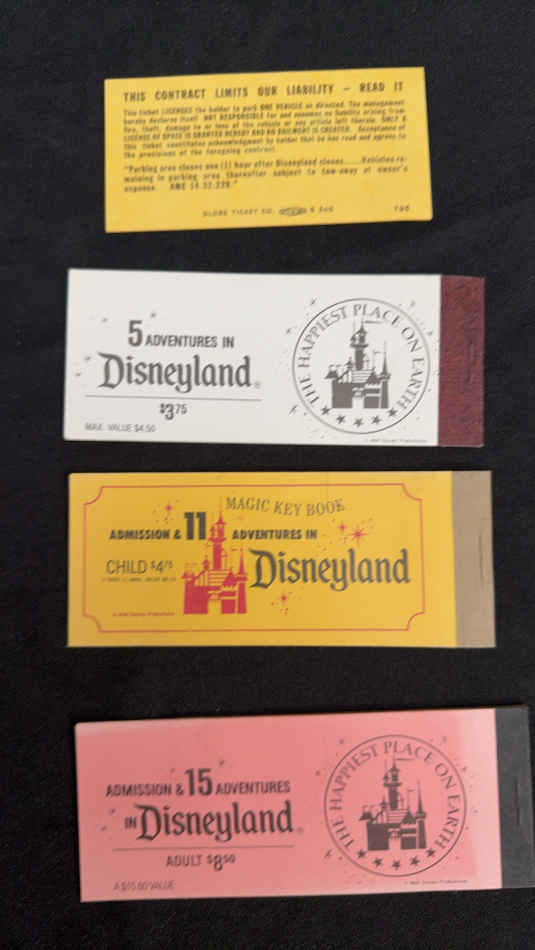 THIS CONTRACT LIMITS OUR LIABILITY — READ IT
This ticket LICENSES the holder to park ONE VEHICLE as directed. The management
hereby declares itself NOT RESPONSIBLE for and assumes no liability arising from
fire, theft, damage to or loss of the vehicle or any article left therein. ONLY A
LICENSE OF SPACE IS GRANTED HEREBY AND NO BAILMENT IS CREATED. Acceptance of
this ticket constitutes acknowledgment by holder that he has read and agrees to
the provisions of the foregoing contract.
"Parking area closes one (1) hour after Disneyland closes......Vehicles re-
maining in parking area thereafter subject to tow-away at owner's
expense. AMC 14.32.229."
GLOBE TICKET CO.
5 ADVENTURES IN
Disneyland®
$3.75
MAX. VALUE $4.50
THE HAPPIEST PLACE ON EARTH
MAGIC KEY BOOK
ADMISSION & 11 ADVENTURES IN
CHILD $4.75
Disneyland
ADMISSION & 15 ADVENTURES
IN Disneyland®
ADULT $8.50
A $15.60 VALUE
THE HAPPIEST PLACE ON EARTH